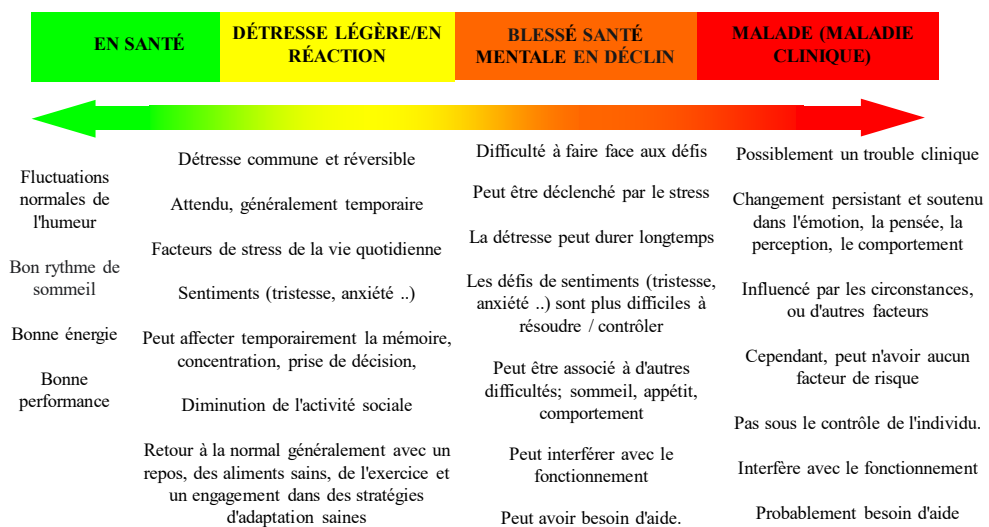 EN SANTÉ
DÉTRESSE LÉGÈRE/EN
RÉACTION
BLESSÉ SANTÉ
MENTALE EN DÉCLIN
MALADE (MALADIE
CLINIQUE)
Fluctuations
normales de
l'humeur
Bon rythme de
sommeil
Bonne énergie
Bonne
performance
Détresse commune et réversible
Attendu, généralement temporaire
Facteurs de stress de la vie quotidienne
Sentiments (tristesse, anxiété ..)
Peut affecter temporairement la mémoire,
concentration, prise de décision,
Diminution de l'activité sociale
Retour à la normal généralement avec un
repos, des aliments sains, de l'exercice et
un engagement dans des stratégies
d'adaptation saines
Difficulté à faire face aux défis
Peut être déclenché par le stress
La détresse peut durer longtemps
Les défis de sentiments (tristesse,
anxiété ..) sont plus difficiles à
résoudre / contrôler
Peut être associé à d'autres
difficultés; sommeil, appétit,
comportement
Peut interférer avec le
fonctionnement
Peut avoir besoin d'aide.
Possiblement un trouble clinique
Changement persistant et soutenu
dans l'émotion, la pensée, la
perception, le comportement
Influencé par les circonstances,
ou d'autres facteurs
Cependant, peut n'avoir aucun
facteur de risque
Pas sous le contrôle de l'individu.
Interfère avec le fonctionnement
Probablement besoin d'aide